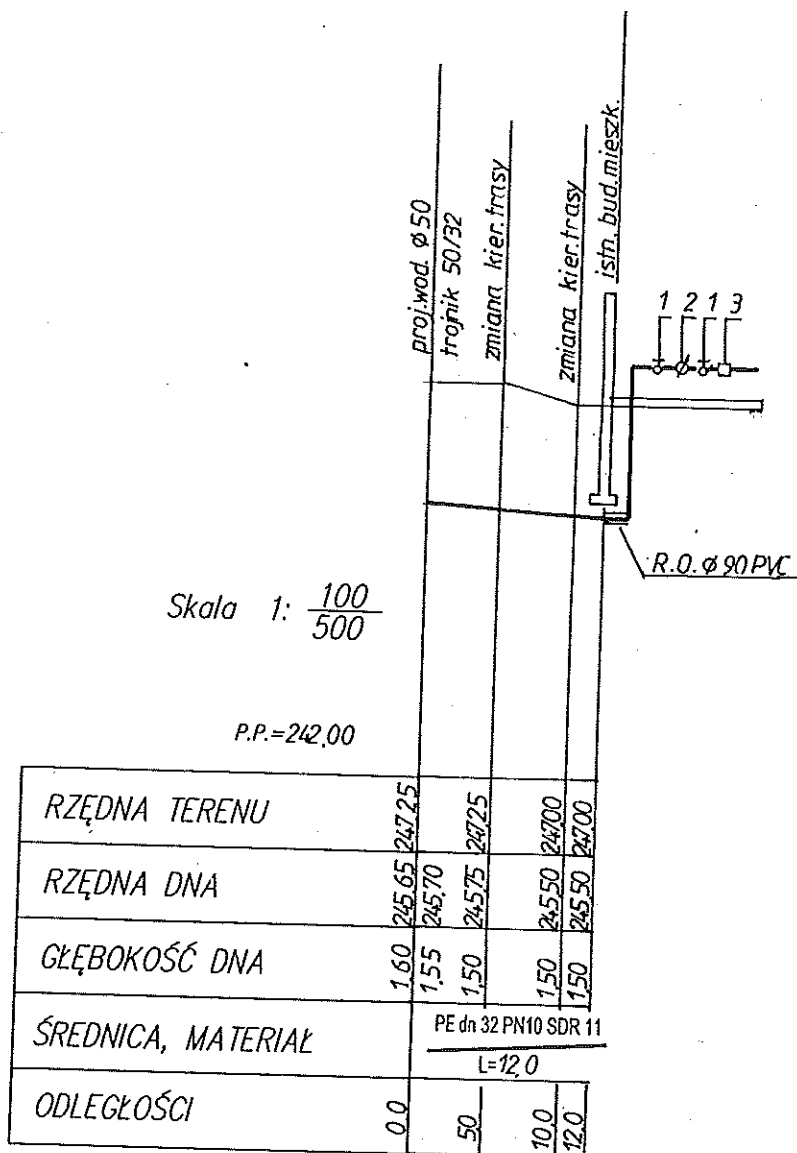 proj.wod. ϕ50
trojnik 50/32
zmiana kier.trasy
zmiana kier.trasy
istn. bud.mieszk.
1 2 1 3
R.O. ϕ90PVC
Skala 1: 100/500
P.P.=242,00
RZĘDNA TERENU 247,25 247,25 247,00 247,00
RZĘDNA DNA 245,65 245,70 245,75 245,50 245,50
GŁĘBOKOŚĆ DNA 1,60 1,55 1,50 1,50 1,50
ŚREDNICA, MATERIAŁ PE dn 32 PN10 SDR 11
L=12,0
ODLEGŁOŚCI 0,0 5,0 10,0 12,0